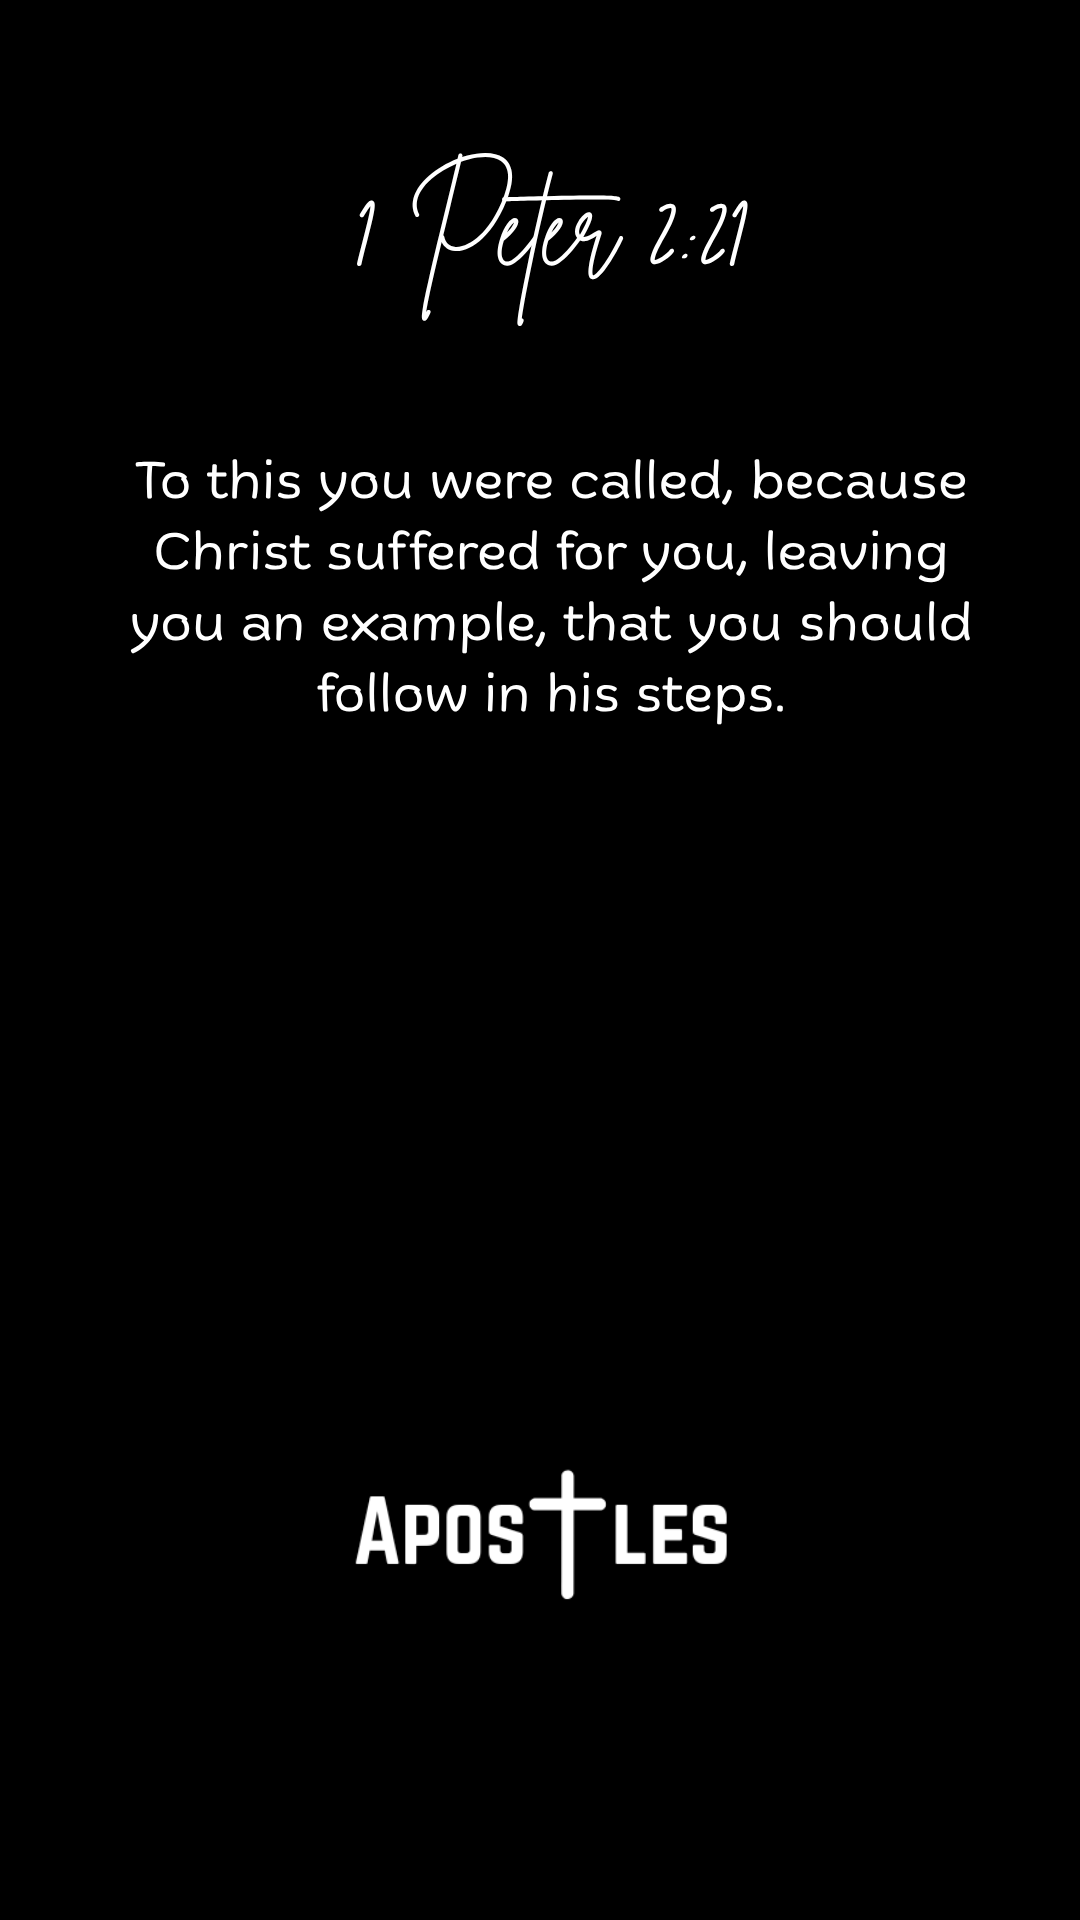 1 Peter 2:21
To this you were called, because
Christ suffered for you, leaving
you an example, that you should
follow in his steps.
Apostles